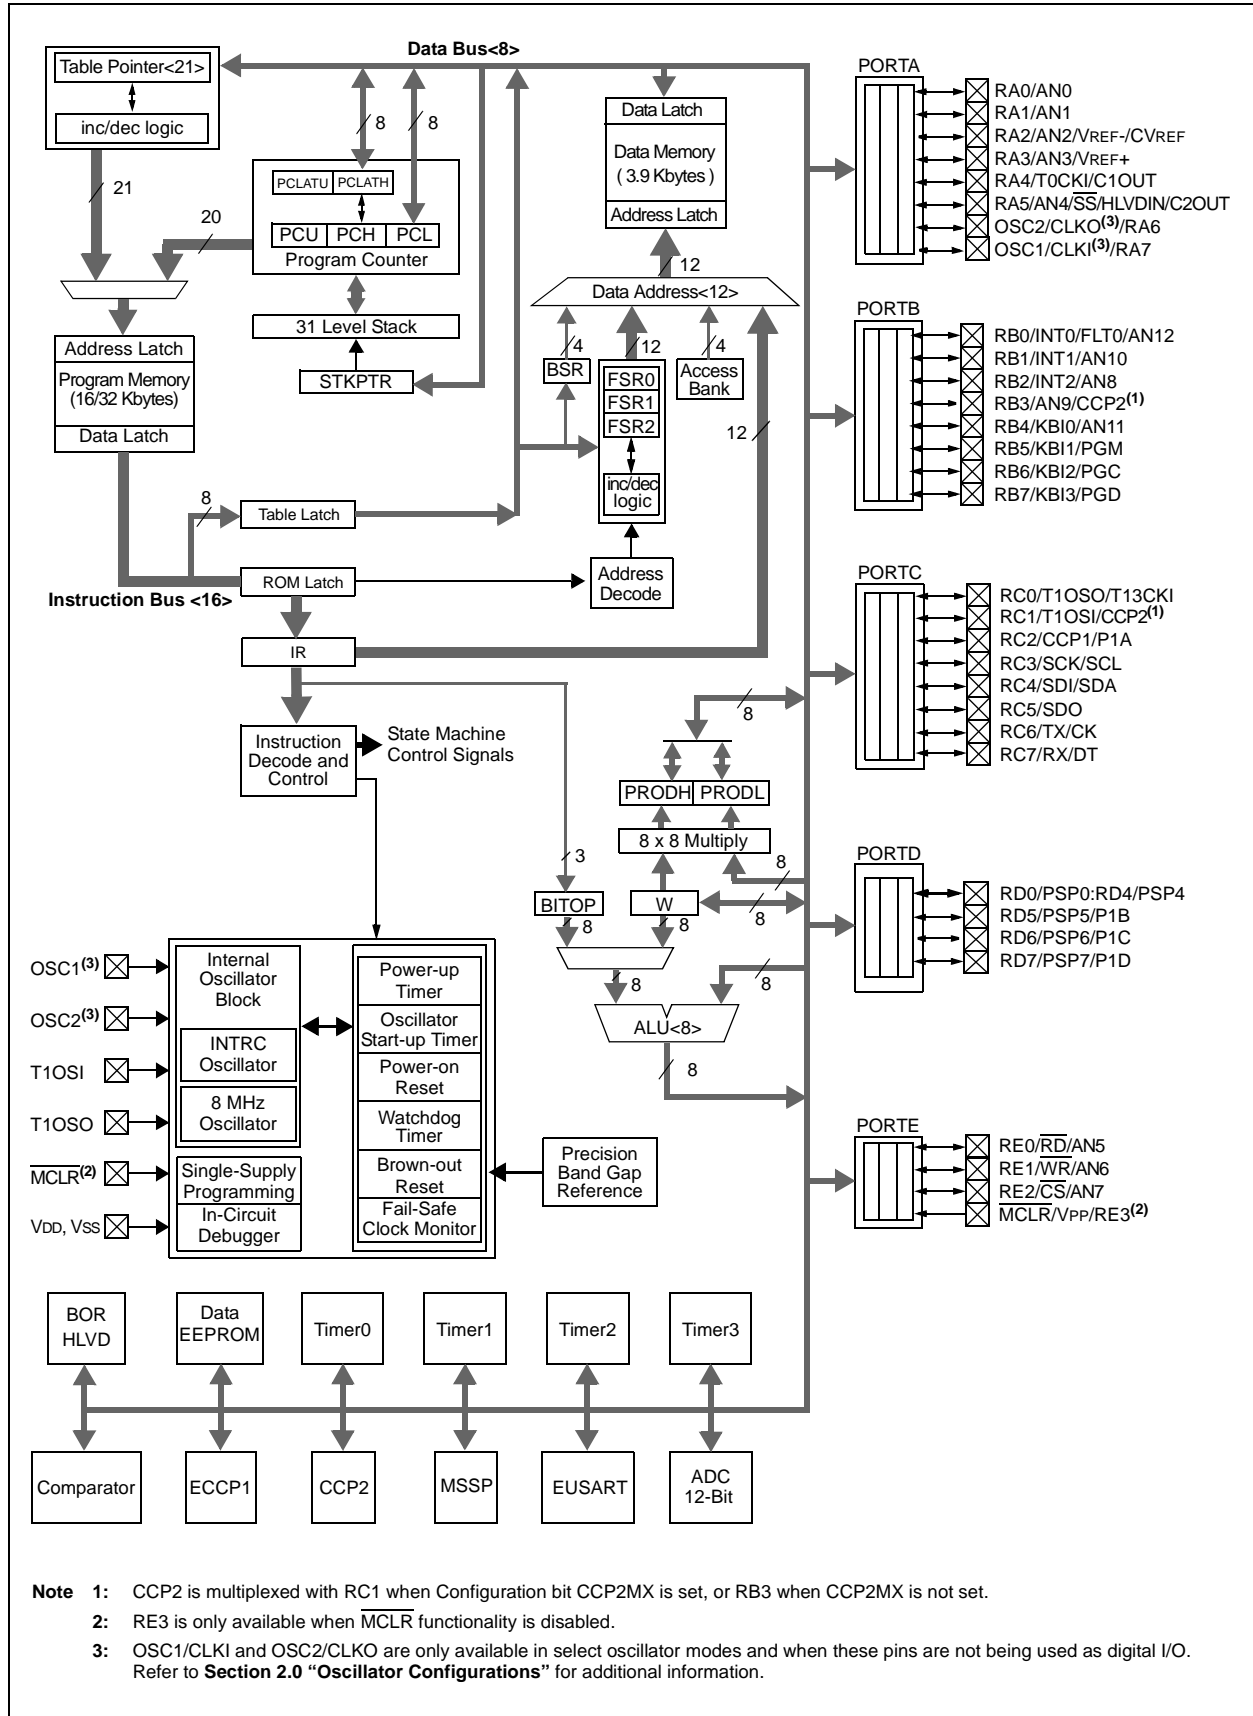 Data Bus<8>
Table Pointer<21>
inc/dec logic
21
20
8
8
PCLATU
PCLATH
PCU
PCH
PCL
Program Counter
31 Level Stack
STKPTR
Data Latch
Data Memory
( 3.9 Kbytes )
Address Latch
12
Data Address<12>
4
12
4
BSR
FSR0
FSR1
FSR2
inc/dec
logic
Access
Bank
12
Address Latch
Program Memory
(16/32 Kbytes)
Data Latch
8
Table Latch
ROM Latch
Instruction Bus <16>
Address
Decode
IR
Instruction
Decode and
Control
State Machine
Control Signals
8
PRODH
PRODL
8 x 8 Multiply
8
3
BITOP
W
8
8
8
8
8
ALU<8>
8
OSC1(3)
OSC2(3)
T1OSI
T1OSO
MCLR(2)
VDD, VSS
Internal
Oscillator
Block
INTRC
Oscillator
8 MHz
Oscillator
Single-Supply
Programming
In-Circuit
Debugger
Power-up
Timer
Oscillator
Start-up Timer
Power-on
Reset
Watchdog
Timer
Brown-out
Reset
Fail-Safe
Clock Monitor
Precision
Band Gap
Reference
PORTA
RA0/AN0
RA1/AN1
RA2/AN2/VREF-/CVREF
RA3/AN3/VREF+
RA4/T0CKI/C1OUT
RA5/AN4/SS/HLVDIN/C2OUT
OSC2/CLKO(3)/RA6
OSC1/CLKI(3)/RA7
PORTB
RB0/INT0/FLT0/AN12
RB1/INT1/AN10
RB2/INT2/AN8
RB3/AN9/CCP2(1)
RB4/KBI0/AN11
RB5/KBI1/PGM
RB6/KBI2/PGC
RB7/KBI3/PGD
PORTC
RC0/T1OSO/T13CKI
RC1/T1OSI/CCP2(1)
RC2/CCP1/P1A
RC3/SCK/SCL
RC4/SDI/SDA
RC5/SDO
RC6/TX/CK
RC7/RX/DT
PORTD
RD0/PSP0:RD4/PSP4
RD5/PSP5/P1B
RD6/PSP6/P1C
RD7/PSP7/P1D
PORTE
RE0/RD/AN5
RE1/WR/AN6
RE2/CS/AN7
MCLR/VPP/RE3(2)
BOR
HLVD
Data
EEPROM
Timer0
Timer1
Timer2
Timer3
Comparator
ECCP1
CCP2
MSSP
EUSART
ADC
12-Bit
Note 1: CCP2 is multiplexed with RC1 when Configuration bit CCP2MX is set, or RB3 when CCP2MX is not set.
2: RE3 is only available when MCLR functionality is disabled.
3: OSC1/CLKI and OSC2/CLKO are only available in select oscillator modes and when these pins are not being used as digital I/O.
Refer to Section 2.0 “Oscillator Configurations” for additional information.